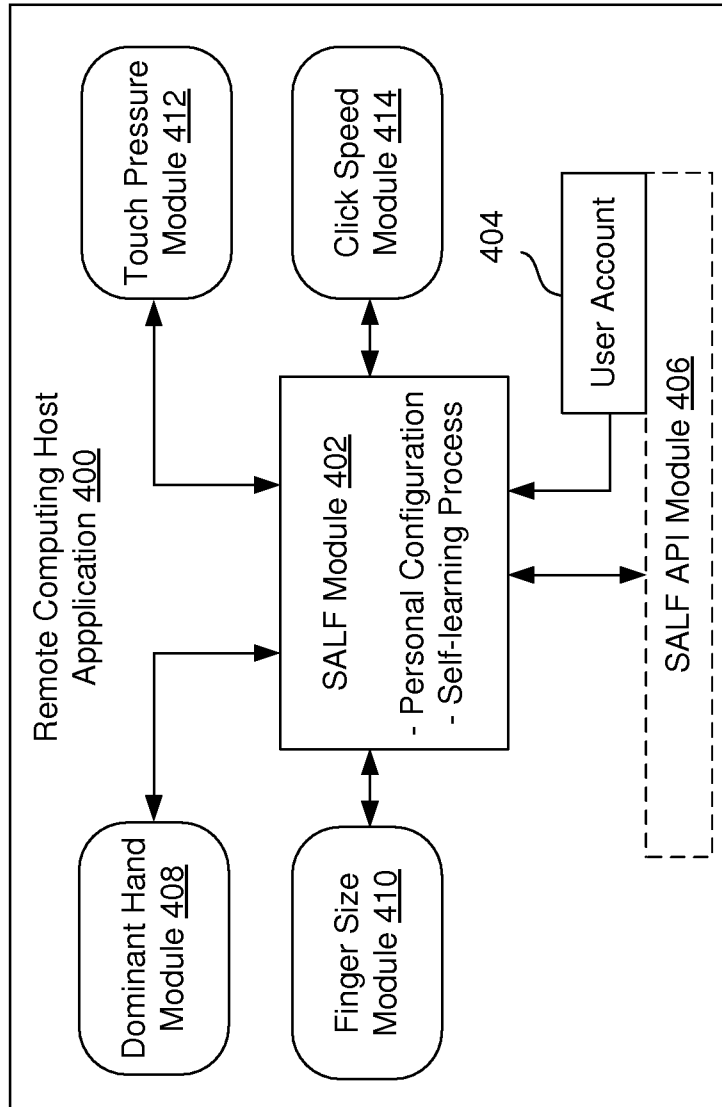 Remote Computing Host
Appplication 400
Dominant Hand
Module 408
Touch Pressure
Module 412
Finger Size
Module 410
SALF Module 402
- Personal Configuration
- Self-learning Process
Click Speed
Module 414
404
User Account
SALF API Module 406